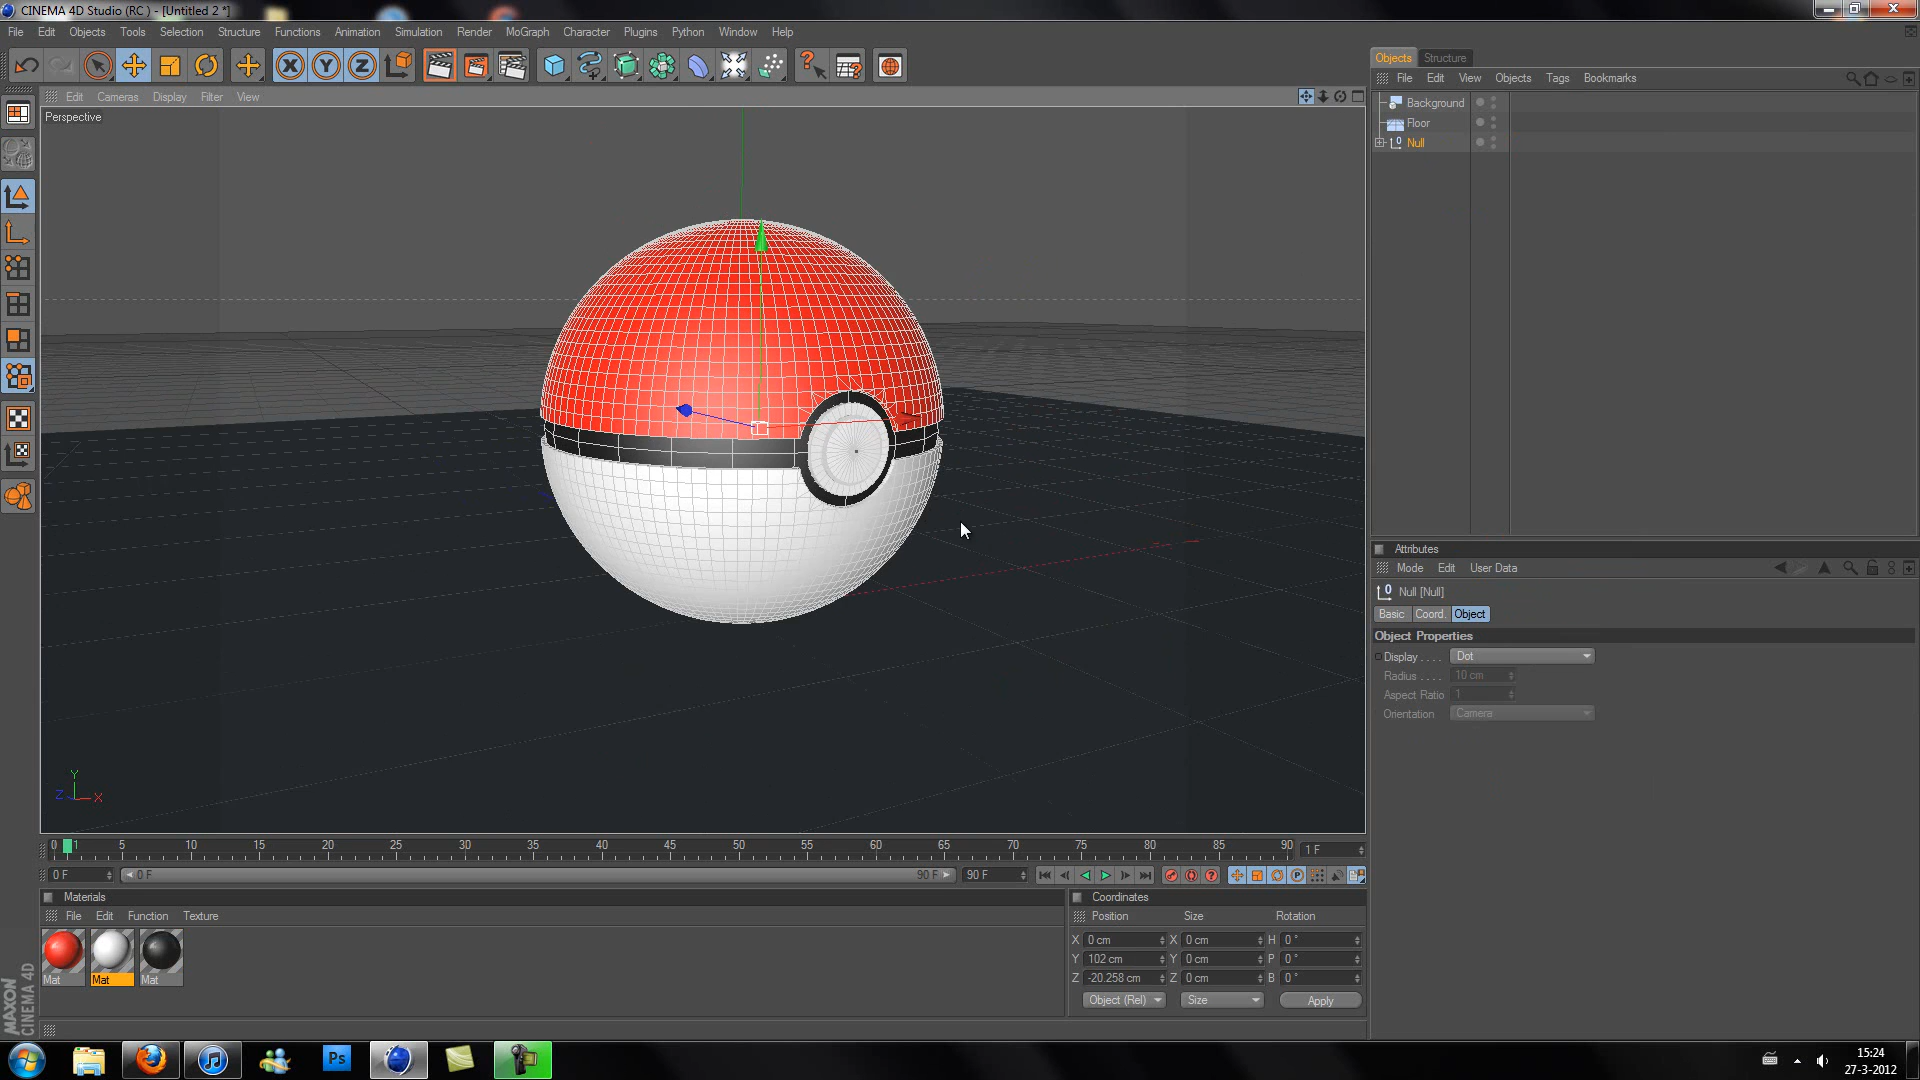 CINEMA 4D Studio (RC ) - [Untitled 2 *]
File Edit Objects Tools Selection Structure Functions Animation Simulation Render MoGraph Character Plugins Python Window Help
X Y Z
Edit Cameras Display Filter View
Perspective
Y
Z X
Objects Structure
File Edit View Objects Tags Bookmarks
Background
Floor
Null
Attributes
Mode Edit User Data
Null [Null]
Basic Coord. Object
Object Properties
Display . . . . Dot
Radius . . . . 10 cm
Aspect Ratio 1
Orientation Camera
0 1 5 10 15 20 25 30 35 40 45 50 55 60 65 70 75 80 85 90 1 F
0 F 0 F 90 F 90 F
Materials
File Edit Function Texture
Mat Mat Mat
Coordinates
Position Size Rotation
X 0 cm X 0 cm H 0 °
Y 102 cm Y 0 cm P 0 °
Z -20.258 cm Z 0 cm B 0 °
Object (Rel) Size Apply
MAXON
CINEMA 4D
Ps
15:24
27-3-2012